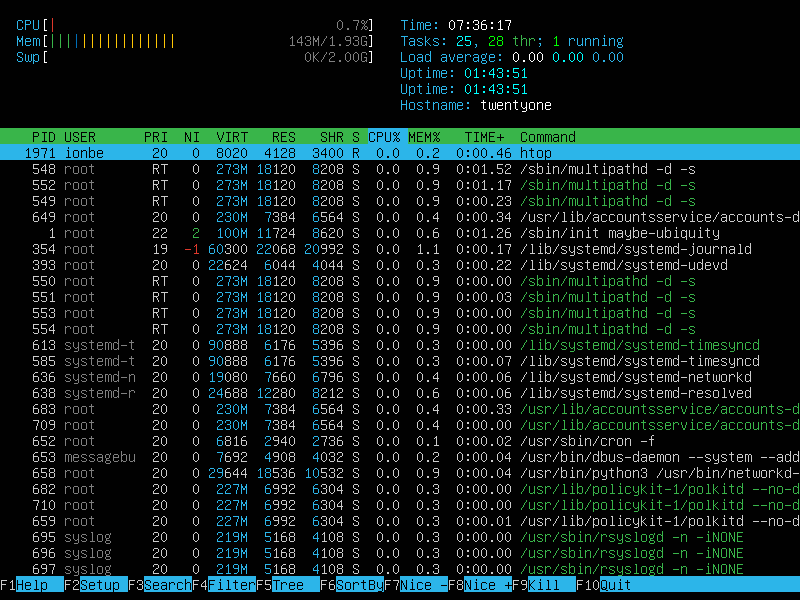 CPU[| 0.7%] Time: 07:36:17
Mem[|||||||||||||||| 143M/1.93G] Tasks: 25, 28 thr; 1 running
Swp[ 0K/2.00G] Load average: 0.00 0.00 0.00
Uptime: 01:43:51
Uptime: 01:43:51
Hostname: twentyone
PID USER PRI NI VIRT RES SHR S CPU% MEM% TIME+ Command
1971 ionbe 20 0 8020 4128 3400 R 0.0 0.2 0:00.46 htop
548 root RT 0 273M 18120 8208 S 0.0 0.9 0:01.52 /sbin/multipathd -d -s
552 root RT 0 273M 18120 8208 S 0.0 0.9 0:01.17 /sbin/multipathd -d -s
549 root RT 0 273M 18120 8208 S 0.0 0.9 0:00.23 /sbin/multipathd -d -s
649 root 20 0 230M 7384 6564 S 0.0 0.4 0:00.34 /usr/lib/accountsservice/accounts-d
1 root 22 2 100M 11724 8620 S 0.0 0.6 0:01.26 /sbin/init maybe-ubiquity
354 root 19 -1 60300 22068 20992 S 0.0 1.1 0:00.17 /lib/systemd/systemd-journald
393 root 20 0 22624 6044 4044 S 0.0 0.3 0:00.22 /lib/systemd/systemd-udevd
550 root RT 0 273M 18120 8208 S 0.0 0.9 0:00.00 /sbin/multipathd -d -s
551 root RT 0 273M 18120 8208 S 0.0 0.9 0:00.03 /sbin/multipathd -d -s
553 root RT 0 273M 18120 8208 S 0.0 0.9 0:00.00 /sbin/multipathd -d -s
554 root RT 0 273M 18120 8208 S 0.0 0.9 0:00.00 /sbin/multipathd -d -s
613 systemd-t 20 0 90888 6176 5396 S 0.0 0.3 0:00.00 /lib/systemd/systemd-timesyncd
585 systemd-t 20 0 90888 6176 5396 S 0.0 0.3 0:00.07 /lib/systemd/systemd-timesyncd
636 systemd-n 20 0 19080 7660 6796 S 0.0 0.4 0:00.06 /lib/systemd/systemd-networkd
638 systemd-r 20 0 24688 12280 8212 S 0.0 0.6 0:00.06 /lib/systemd/systemd-resolved
683 root 20 0 230M 7384 6564 S 0.0 0.4 0:00.33 /usr/lib/accountsservice/accounts-d
709 root 20 0 230M 7384 6564 S 0.0 0.4 0:00.00 /usr/lib/accountsservice/accounts-d
652 root 20 0 6816 2940 2736 S 0.0 0.1 0:00.02 /usr/sbin/cron -f
653 messagebu 20 0 7692 4908 4032 S 0.0 0.2 0:00.04 /usr/bin/dbus-daemon --system --add
658 root 20 0 29644 18536 10532 S 0.0 0.9 0:00.04 /usr/bin/python3 /usr/bin/networkd-
682 root 20 0 227M 6992 6304 S 0.0 0.3 0:00.00 /usr/lib/policykit-1/polkitd --no-d
710 root 20 0 227M 6992 6304 S 0.0 0.3 0:00.00 /usr/lib/policykit-1/polkitd --no-d
659 root 20 0 227M 6992 6304 S 0.0 0.3 0:00.01 /usr/lib/policykit-1/polkitd --no-d
695 syslog 20 0 219M 5168 4108 S 0.0 0.3 0:00.00 /usr/sbin/rsyslogd -n -iNONE
696 syslog 20 0 219M 5168 4108 S 0.0 0.3 0:00.00 /usr/sbin/rsyslogd -n -iNONE
697 syslog 20 0 219M 5168 4108 S 0.0 0.3 0:00.00 /usr/sbin/rsyslogd -n -iNONE
F1Help F2Setup F3SearchF4FilterF5Tree F6SortByF7Nice -F8Nice +F9Kill F10Quit